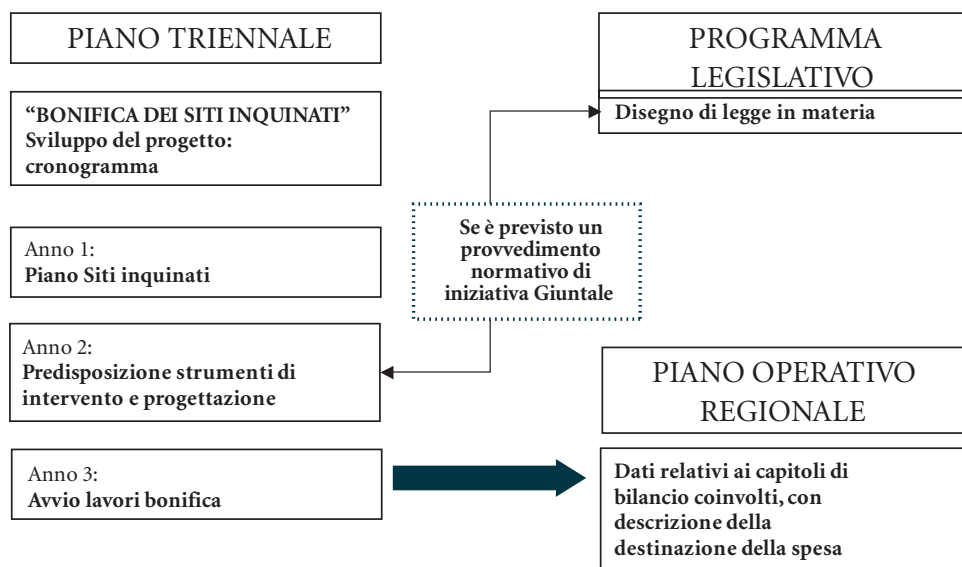 PIANO TRIENNALE
“BONIFICA DEI SITI INQUINATI”
Sviluppo del progetto:
cronogramma
Anno 1:
Piano Siti inquinati
Anno 2:
Predisposizione strumenti di
intervento e progettazione
Anno 3:
Avvio lavori bonifica
Se è previsto un
provvedimento
normativo di
iniziativa Giuntale
PROGRAMMA
LEGISLATIVO
Disegno di legge in materia
PIANO OPERATIVO
REGIONALE
Dati relativi ai capitoli di
bilancio coinvolti, con
descrizione della
destinazione della spesa